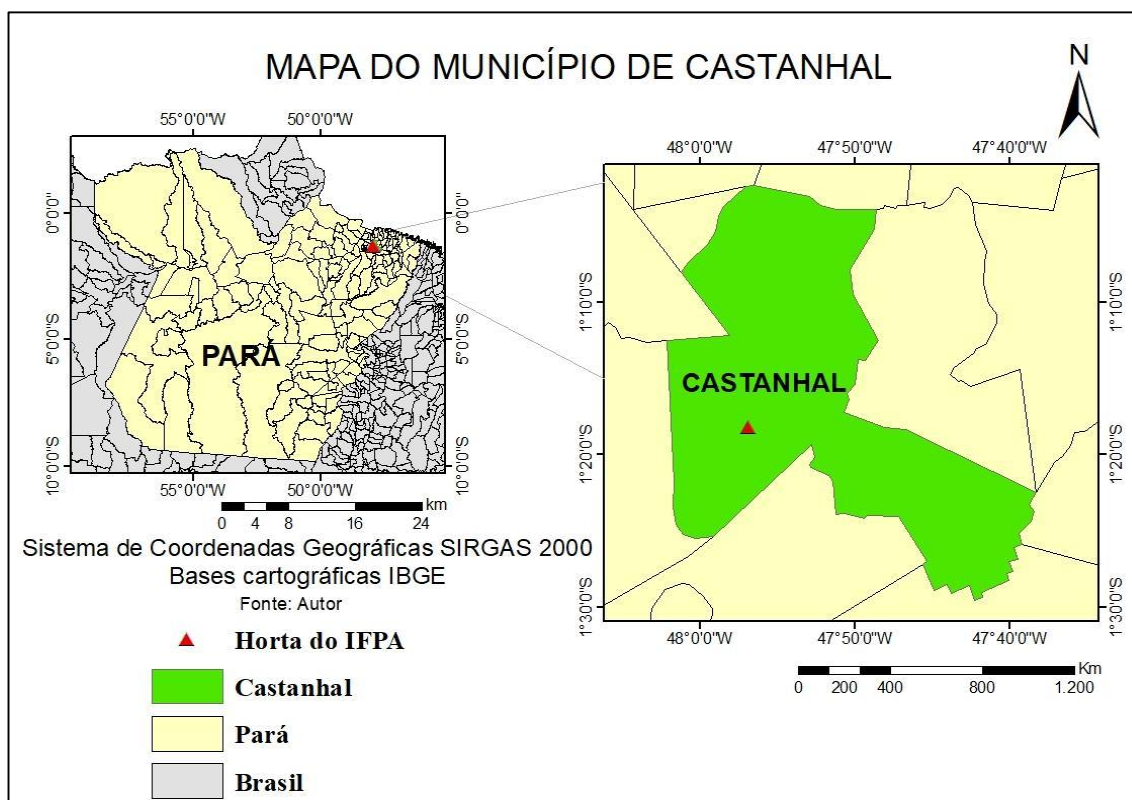 MAPA DO MUNICÍPIO DE CASTANHAL
N
55°0'0"W 50°0'0"W
0°0'0" 0°0'0"
5°0'0"S 5°0'0"S
10°0'0"S 10°0'0"S
PARÁ
55°0'0"W 50°0'0"W
km
0 4 8 16 24
Sistema de Coordenadas Geográficas SIRGAS 2000
Bases cartográficas IBGE
Fonte: Autor
Horta do IFPA
Castanhal
Pará
Brasil
48°0'0"W 47°50'0"W 47°40'0"W
1°10'0"S 1°10'0"S
CASTANHAL
1°20'0"S 1°20'0"S
1°30'0"S 1°30'0"S
48°0'0"W 47°50'0"W 47°40'0"W
Km
0 200 400 800 1.200